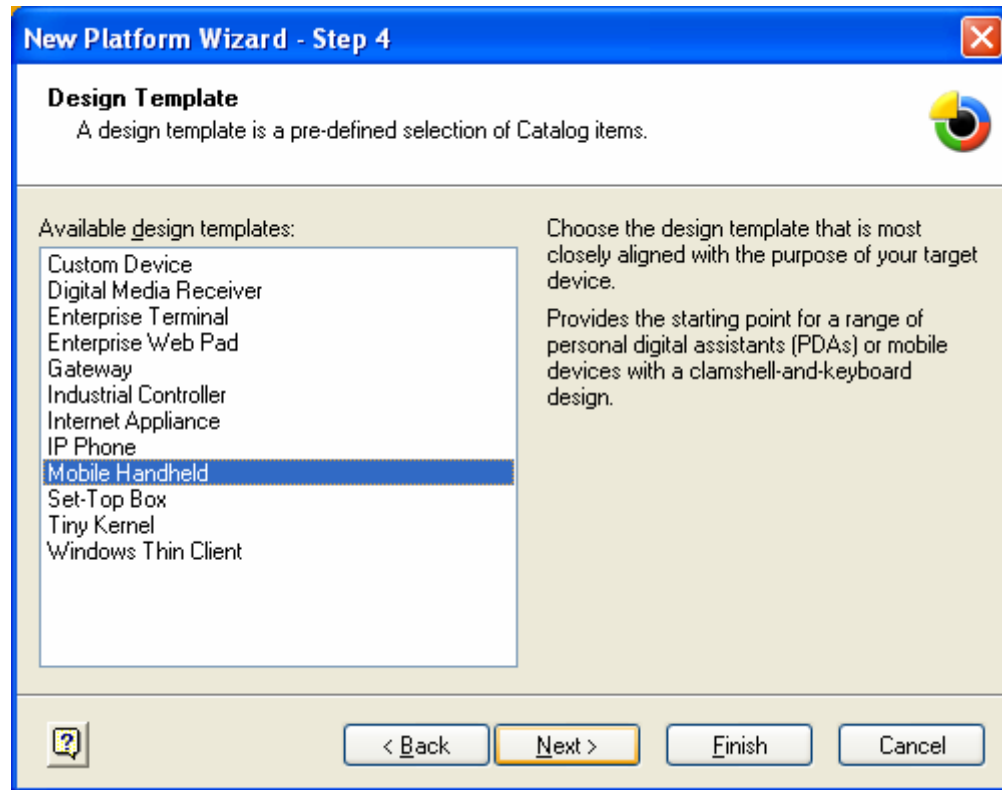 New Platform Wizard - Step 4
Design Template
A design template is a pre-defined selection of Catalog items.
Available design templates:
Custom Device
Digital Media Receiver
Enterprise Terminal
Enterprise Web Pad
Gateway
Industrial Controller
Internet Appliance
IP Phone
Mobile Handheld
Set-Top Box
Tiny Kernel
Windows Thin Client
Choose the design template that is most
closely aligned with the purpose of your target
device.
Provides the starting point for a range of
personal digital assistants (PDAs) or mobile
devices with a clamshell-and-keyboard
design.
?
< Back
Next >
Finish
Cancel